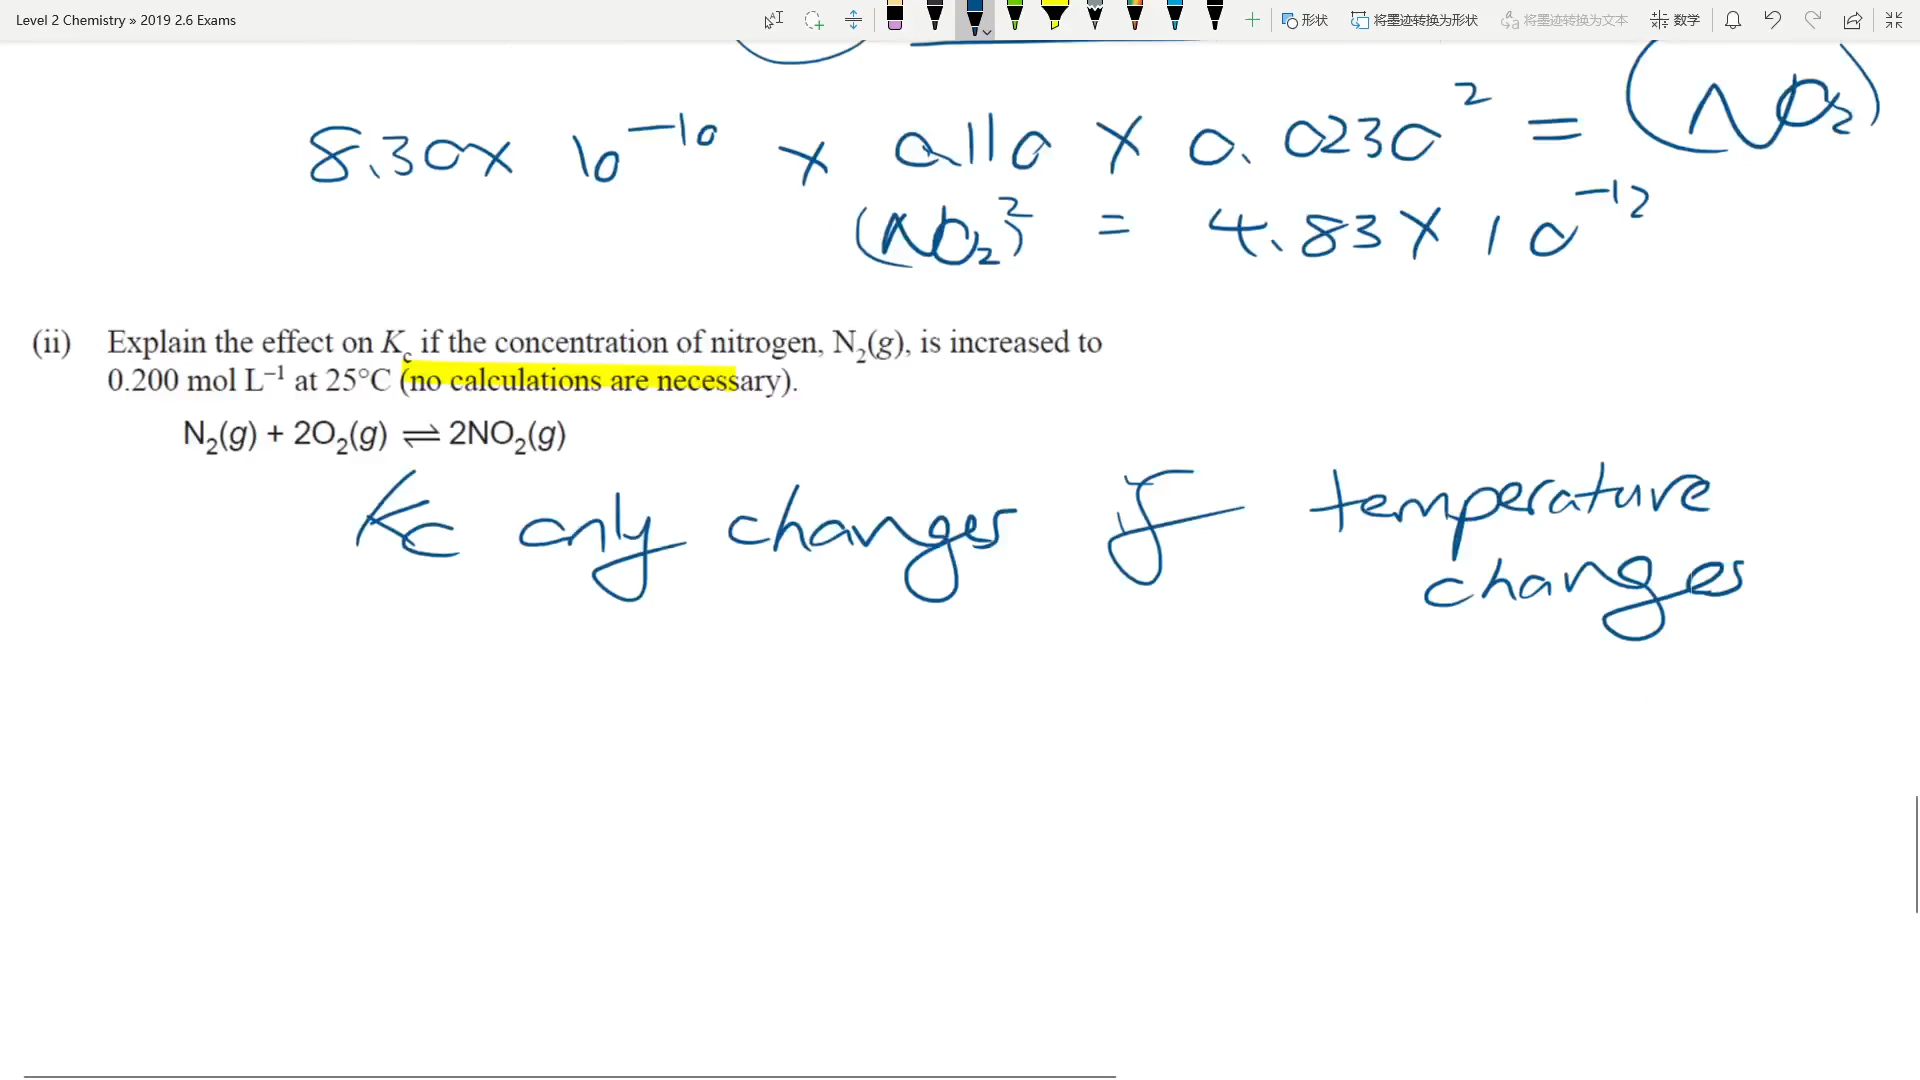 Level 2 Chemistry » 2019 2.6 Exams
形状 将墨迹转换为形状 将墨迹转换为文本 数学
8.30 x 10⁻¹⁰ x 0.110 x 0.0230² = (NO₂)
(NO₂)² = 4.83 x 10⁻¹²
(ii) Explain the effect on K꜀ if the concentration of nitrogen, N₂(g), is increased to
0.200 mol L⁻¹ at 25°C (no calculations are necessary).
N₂(g) + 2O₂(g) ⇌ 2NO₂(g)
Kc only changes if temperature
changes